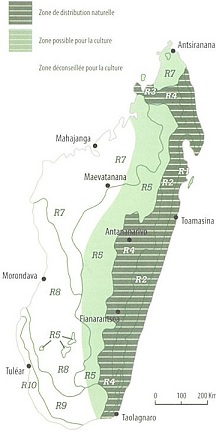 Zone de distribution naturelle
Zone possible pour la culture
Zone déconseillée pour la culture
Antsiranana
R7
R3
R4
Mahajanga
R7
R1
Maevatanana
R2
R5
R7
Toamasina
Antananarivo
R4
R5
R2
Morondava
R8
Fianarantsoa
R5
Tuléar
R8
R5
R4
R10
R9
Taolagnaro
0 100 200 Km